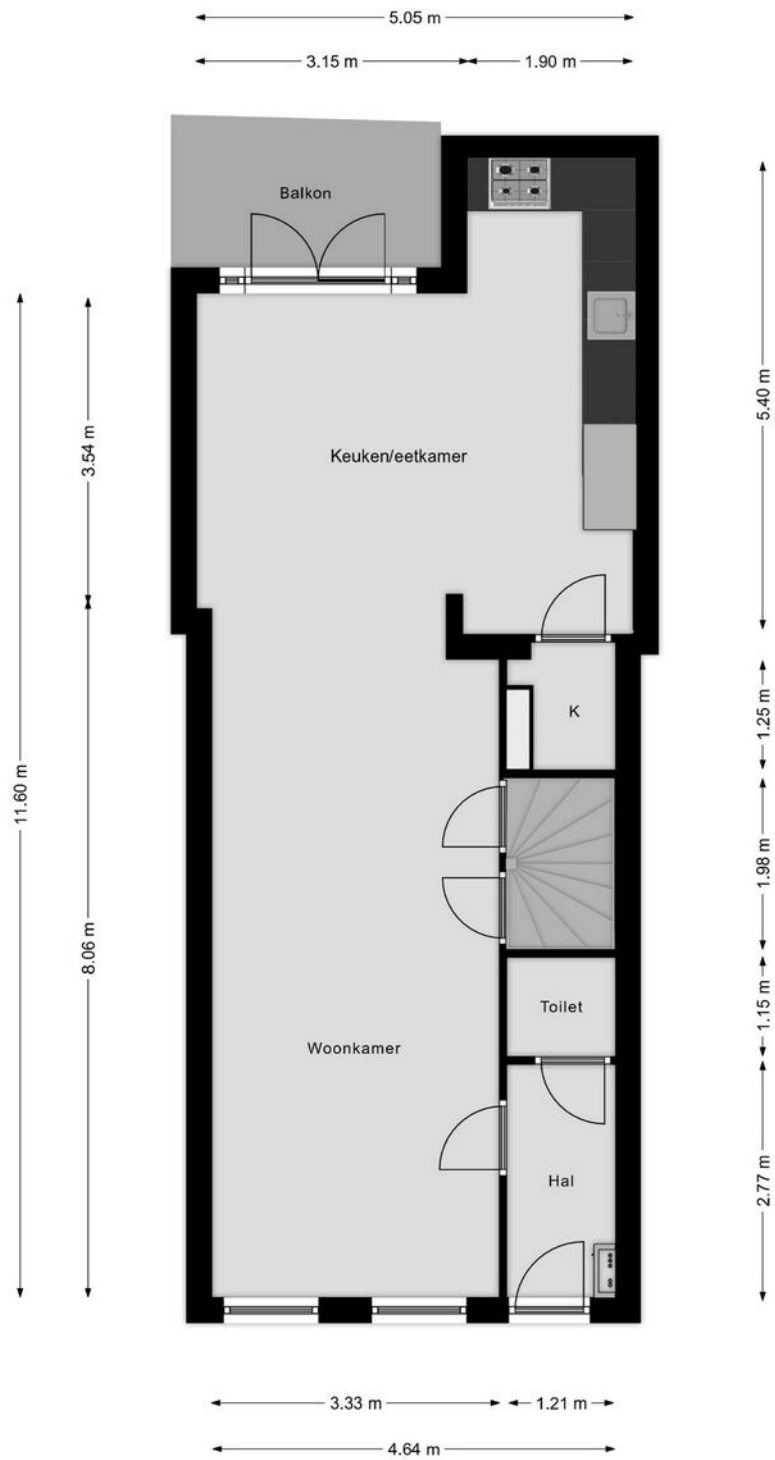 5.05 m
3.15 m
1.90 m
Balkon
5.40 m
3.54 m
Keuken/eetkamer
K
1.25 m
11.60 m
1.98 m
8.06 m
Toilet
1.15 m
Woonkamer
Hal
2.77 m
3.33 m
1.21 m
4.64 m